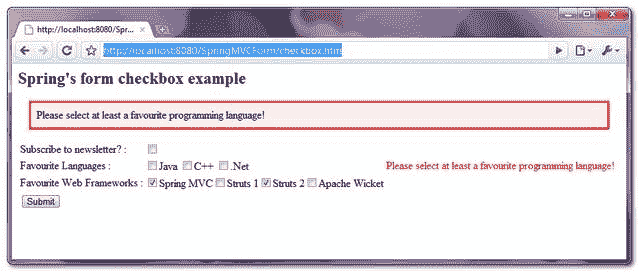 http://localhost:8080/Spr...
http://localhost:8080/SpringMVCForm/checkbox.htm
Spring's form checkbox example
Please select at least a favourite programming language!
Subscribe to newsletter? :
Favourite Languages : Java C++ .Net Please select at least a favourite programming language!
Favourite Web Frameworks : Spring MVC Struts 1 Struts 2 Apache Wicket
Submit